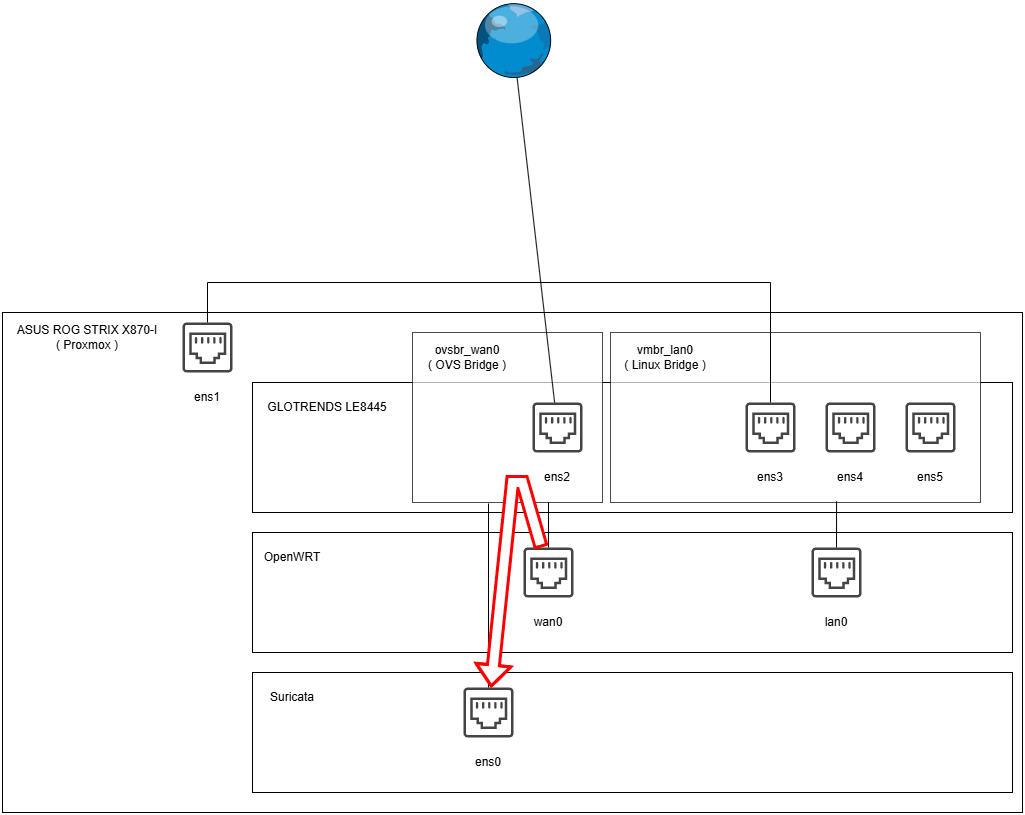 ASUS ROG STRIX X870-I
( Proxmox )
ens1
ovsbr_wan0
( OVS Bridge )
vmbr_lan0
( Linux Bridge )
GLOTRENDS LE8445
ens2
ens3
ens4
ens5
OpenWRT
wan0
lan0
Suricata
ens0